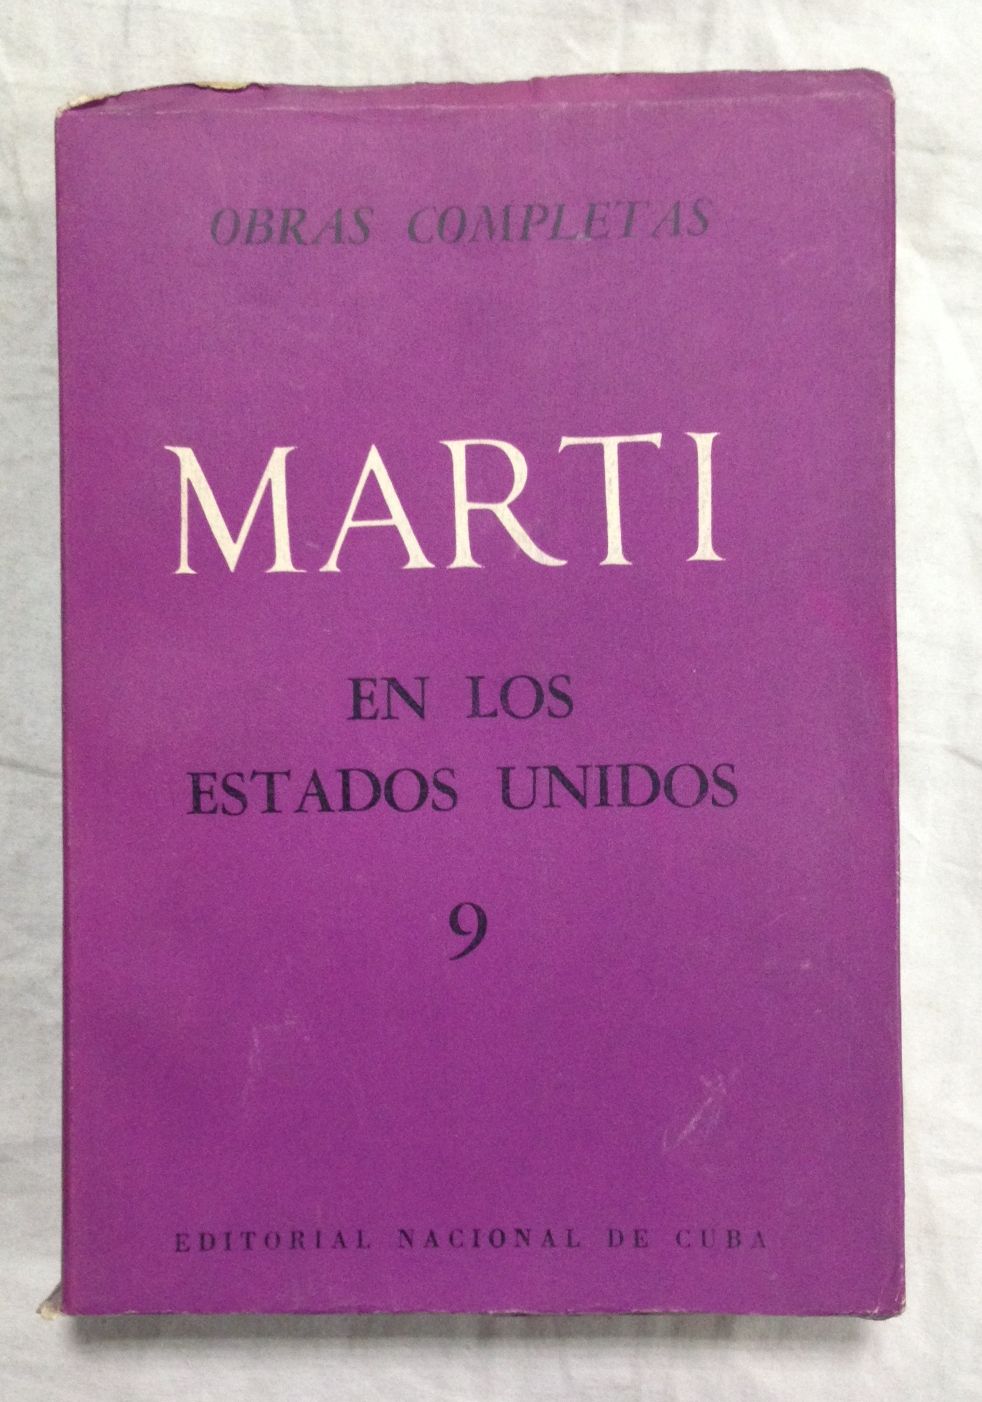 OBRAS COMPLETAS
MARTI
EN LOS
ESTADOS UNIDOS
9
EDITORIAL NACIONAL DE CUBA